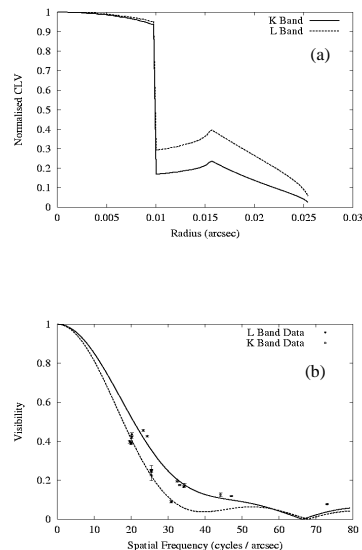 K Band
L Band
(a)
Normalised CLV
1
0.9
0.8
0.7
0.6
0.5
0.4
0.3
0.2
0.1
0
0 0.005 0.01 0.015 0.02 0.025 0.03
Radius (arcsec)
L Band Data
K Band Data
(b)
Visibility
1
0.8
0.6
0.4
0.2
0
0 10 20 30 40 50 60 70 80
Spatial Frequency (cycles / arcsec)